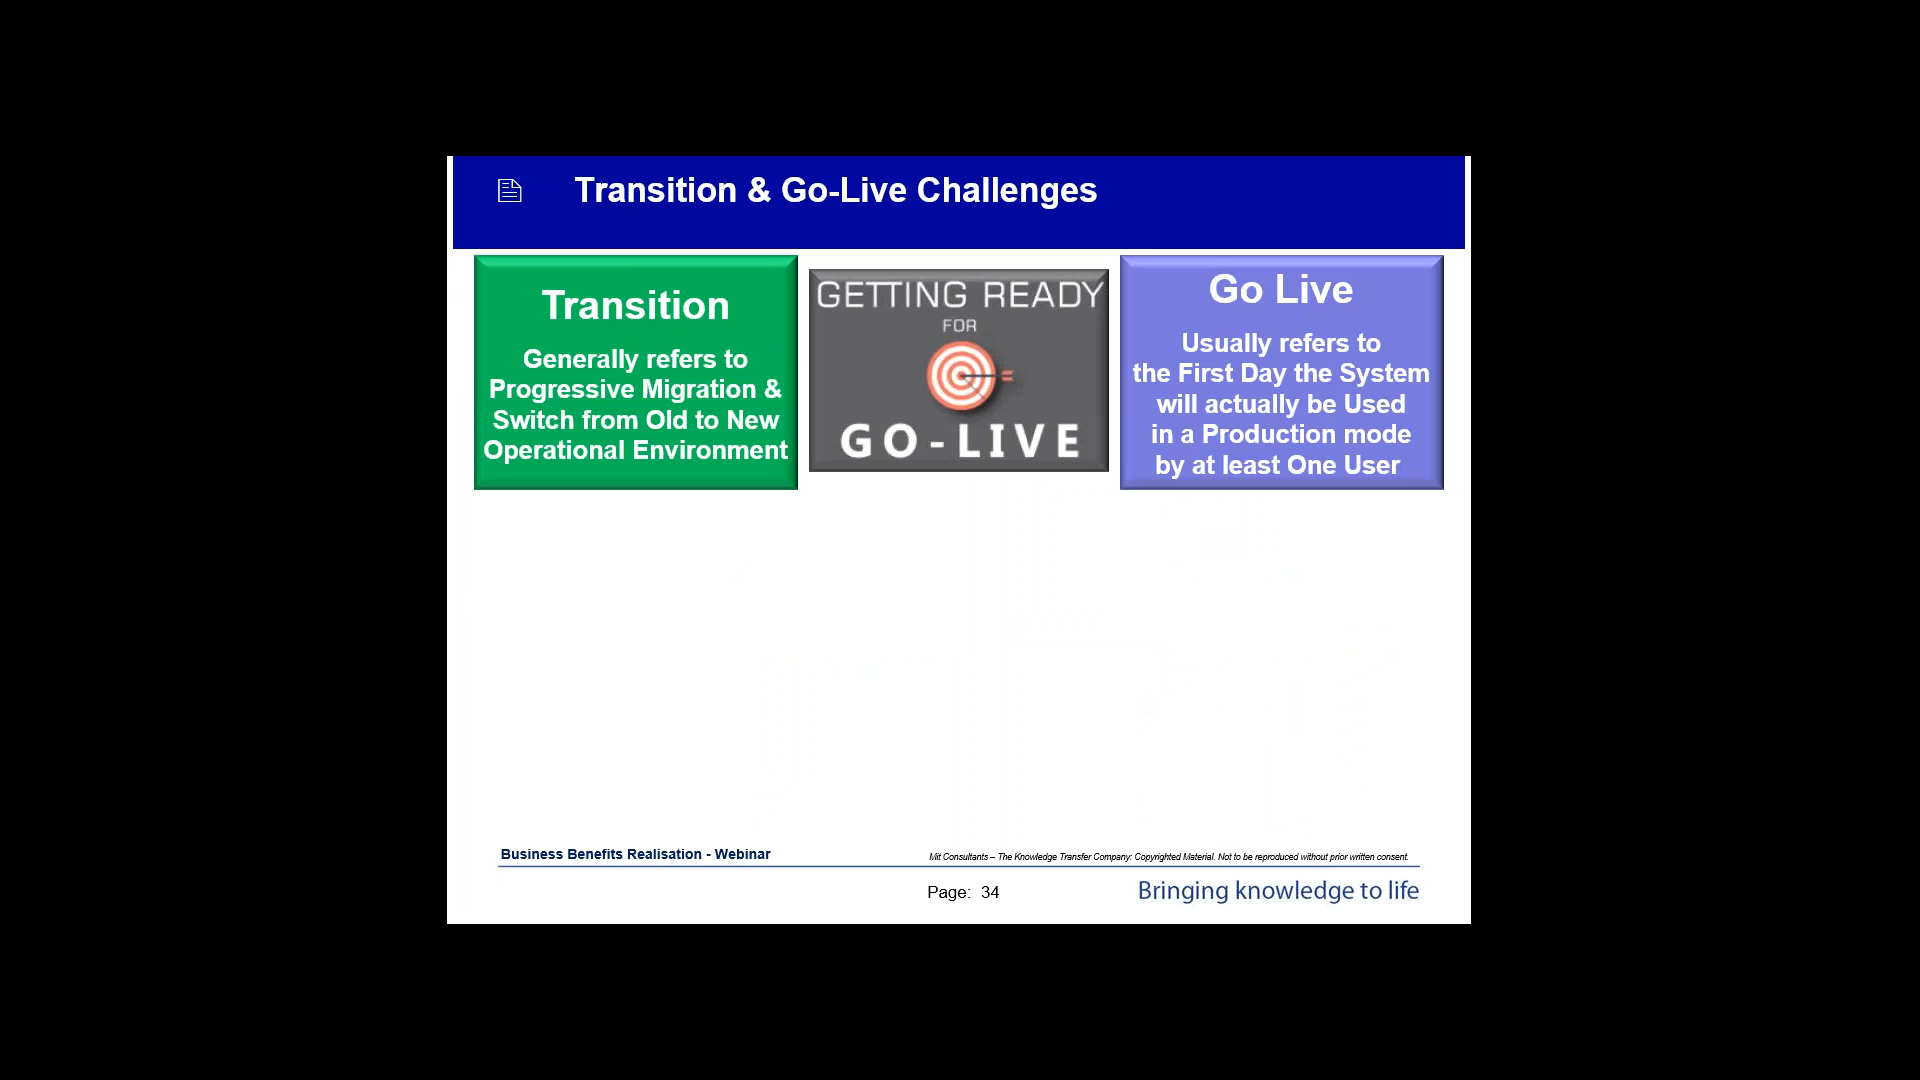 Transition & Go-Live Challenges
Transition
Generally refers to
Progressive Migration &
Switch from Old to New
Operational Environment
GETTING READY
FOR
GO-LIVE
Go Live
Usually refers to
the First Day the System
will actually be Used
in a Production mode
by at least One User
Business Benefits Realisation - Webinar
Mit Consultants – The Knowledge Transfer Company: Copyrighted Material. Not to be reproduced without prior written consent.
Page: 34
Bringing knowledge to life